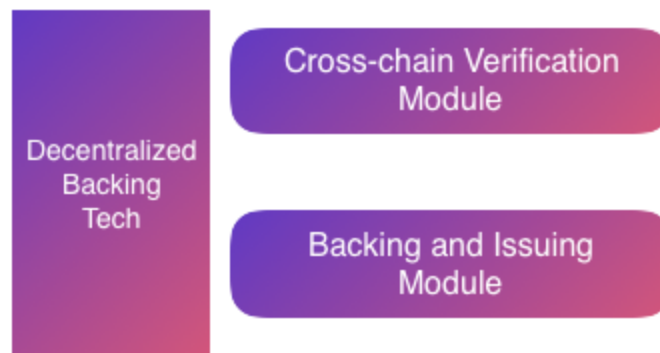 Decentralized
Backing
Tech
Cross-chain Verification
Module
Backing and Issuing
Module